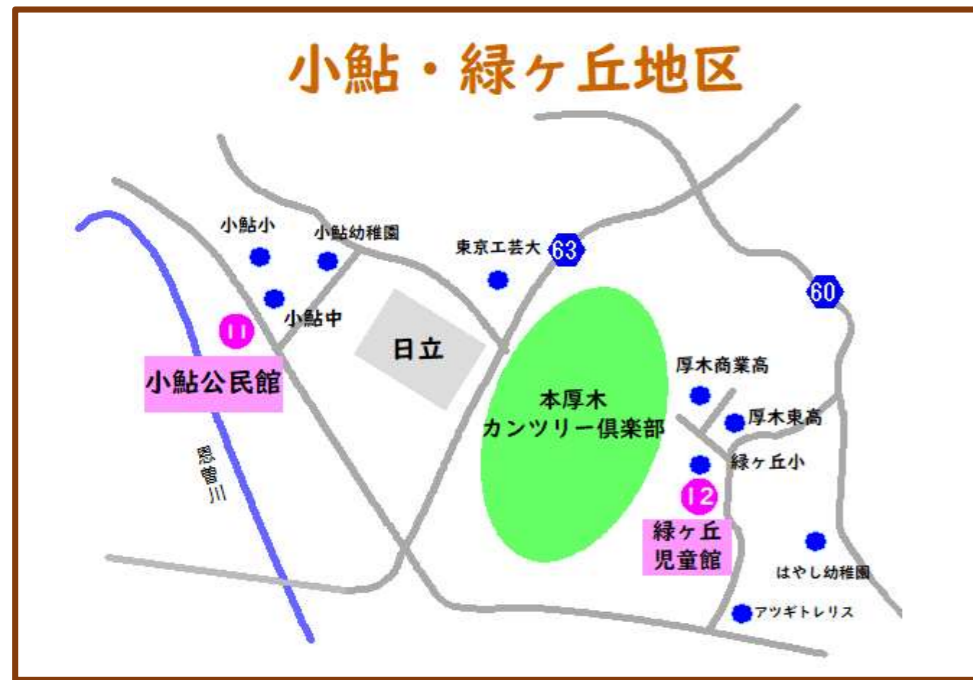 小鮎・緑ヶ丘地区
小鮎小
小鮎幼稚園
東京工芸大
63
60
小鮎中
11
小鮎公民館
日立
本厚木
カンツリー倶楽部
厚木商業高
厚木東高
緑ヶ丘小
12
緑ヶ丘
児童館
恩曽川
はやし幼稚園
アツギトレリス